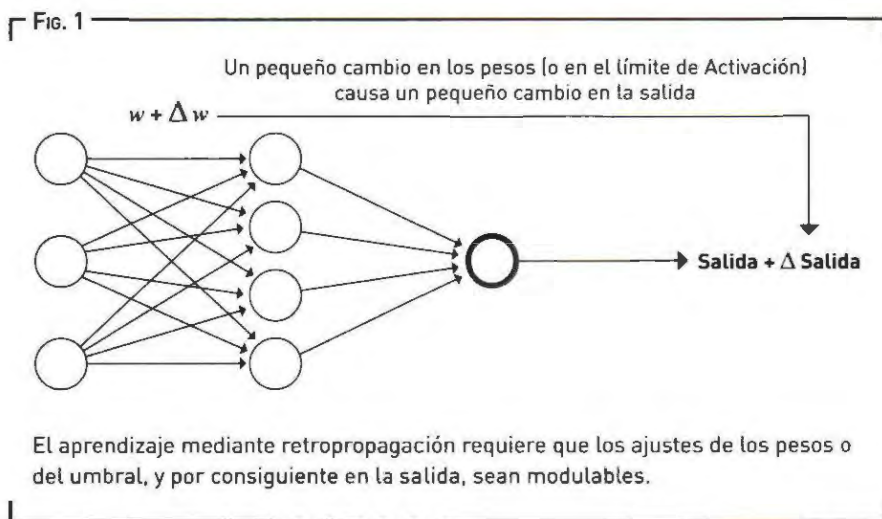 FIG. 1
Un pequeño cambio en los pesos (o en el límite de Activación)
causa un pequeño cambio en la salida
w + Δ w
Salida + Δ Salida
El aprendizaje mediante retropropagación requiere que los ajustes de los pesos o
del umbral, y por consiguiente en la salida, sean modulables.